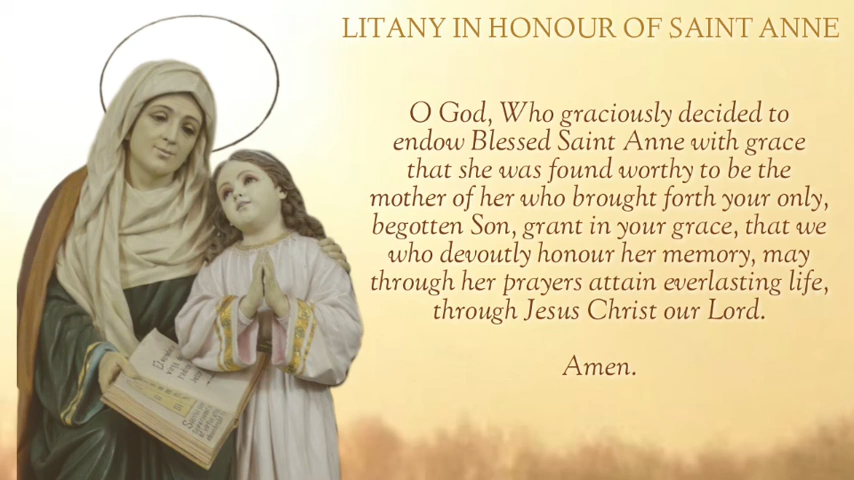 LITANY IN HONOUR OF SAINT ANNE
O God, Who graciously decided to
endow Blessed Saint Anne with grace
that she was found worthy to be the
mother of her who brought forth your only,
begotten Son, grant in your grace, that we
who devoutly honour her memory, may
through her prayers attain everlasting life,
through Jesus Christ our Lord.
Amen.